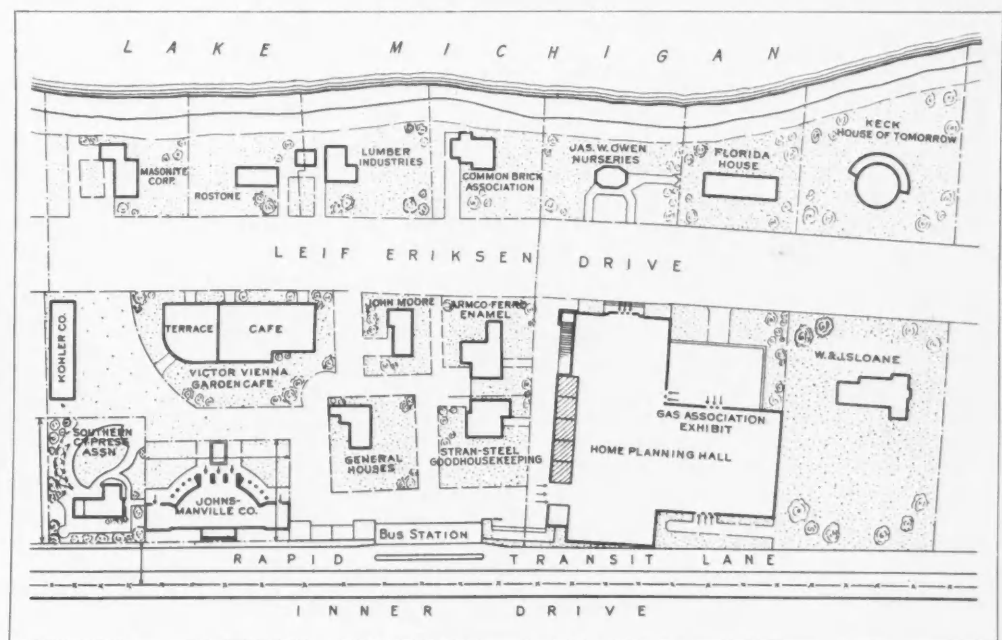 LAKE MICHIGAN
KECK
HOUSE OF TOMORROW
MASONITE
CORP.
ROSTONE
LUMBER
INDUSTRIES
COMMON BRICK
ASSOCIATION
JAS. W. OWEN
NURSERIES
FLORIDA
HOUSE
LEIF ERIKSEN DRIVE
KOHLER CO.
TERRACE
CAFE
VICTOR VIENNA
GARDEN CAFE
JOHN MOORE
ARMCO-FERRO
ENAMEL
W. & J. SLOANE
GAS ASSOCIATION
EXHIBIT
HOME PLANNING HALL
SOUTHERN
CYPRESS
ASSN
JOHNS-
MANVILLE CO.
GENERAL
HOUSES
STRAN-STEEL
GOODHOUSEKEEPING
BUS STATION
RAPID TRANSIT LANE
INNER DRIVE